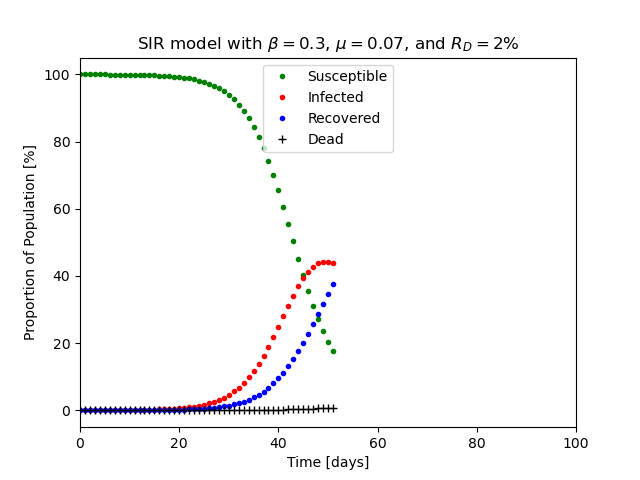 SIR model with β = 0.3, μ = 0.07, and R_D = 2%
Proportion of Population [%]
100
80
60
40
20
0
Susceptible
Infected
Recovered
Dead
0 20 40 60 80 100
Time [days]